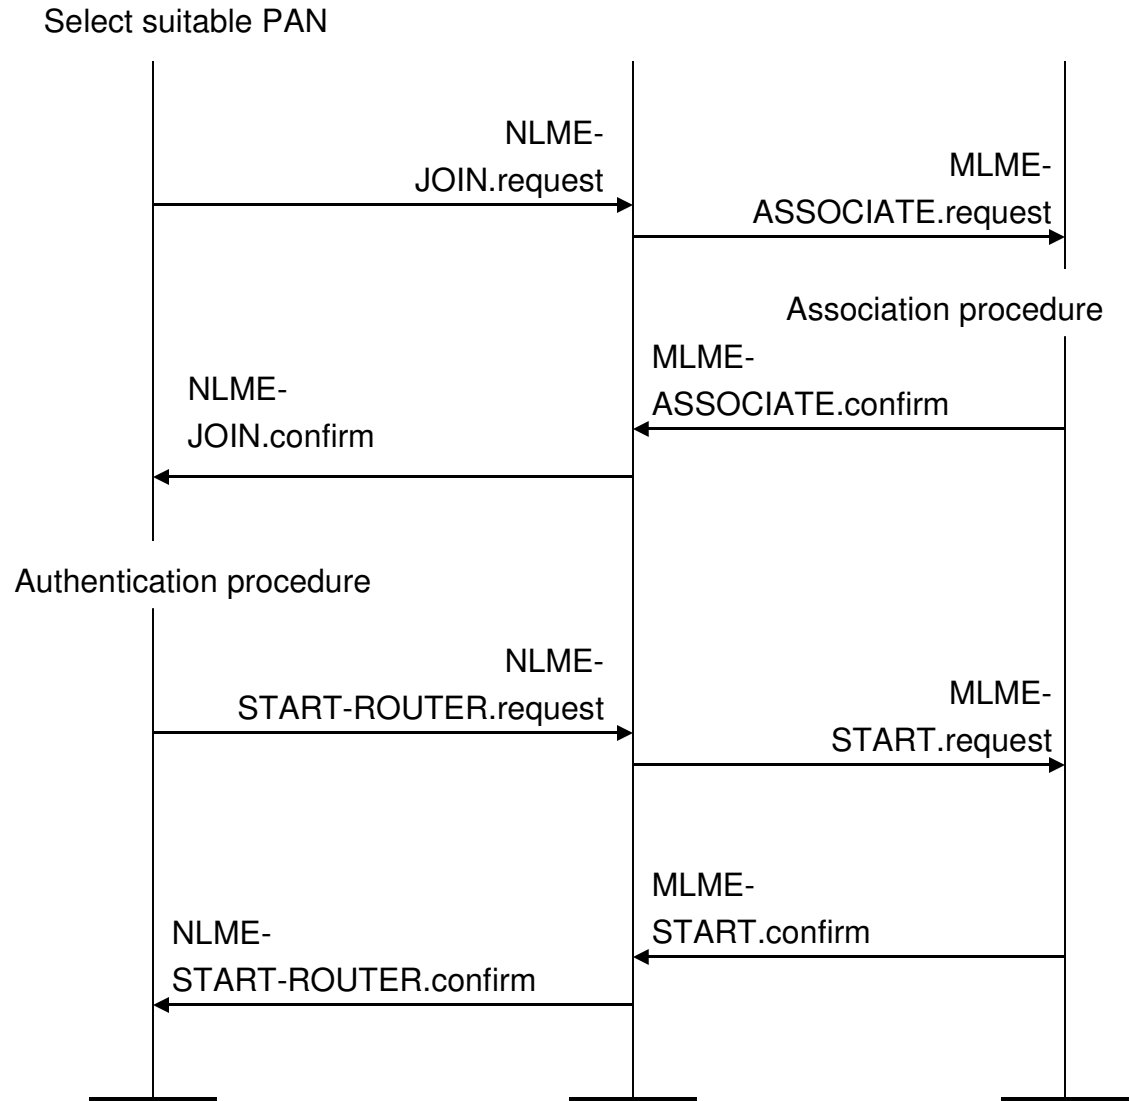 Select suitable PAN
NLME-
JOIN.request
MLME-
ASSOCIATE.request
Association procedure
MLME-
ASSOCIATE.confirm
NLME-
JOIN.confirm
Authentication procedure
NLME-
START-ROUTER.request
MLME-
START.request
MLME-
START.confirm
NLME-
START-ROUTER.confirm